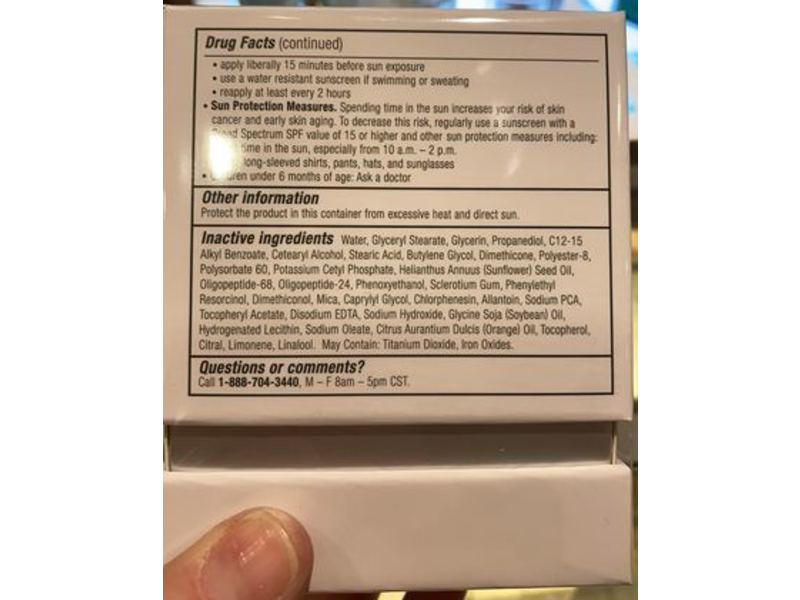 Drug Facts (continued)
• apply liberally 15 minutes before sun exposure
• use a water resistant sunscreen if swimming or sweating
• reapply at least every 2 hours
• Sun Protection Measures. Spending time in the sun increases your risk of skin
cancer and early skin aging. To decrease this risk, regularly use a sunscreen with a
Spectrum SPF value of 15 or higher and other sun protection measures including:
time in the sun, especially from 10 a.m. – 2 p.m.
long-sleeved shirts, pants, hats, and sunglasses
• under 6 months of age: Ask a doctor
Other information
Protect the product in this container from excessive heat and direct sun.
Inactive ingredients Water, Glyceryl Stearate, Glycerin, Propanediol, C12-15
Alkyl Benzoate, Cetearyl Alcohol, Stearic Acid, Butylene Glycol, Dimethicone, Polyester-8,
Polysorbate 60, Potassium Cetyl Phosphate, Helianthus Annuus (Sunflower) Seed Oil,
Oligopeptide-68, Oligopeptide-24, Phenoxyethanol, Sclerotium Gum, Phenylethyl
Resorcinol, Dimethiconol, Mica, Caprylyl Glycol, Chlorphenesin, Allantoin, Sodium PCA,
Tocopheryl Acetate, Disodium EDTA, Sodium Hydroxide, Glycine Soja (Soybean) Oil,
Hydrogenated Lecithin, Sodium Oleate, Citrus Aurantium Dulcis (Orange) Oil, Tocopherol,
Citral, Limonene, Linalool. May Contain: Titanium Dioxide, Iron Oxides.
Questions or comments?
Call 1-888-704-3440, M – F 8am – 5pm CST.